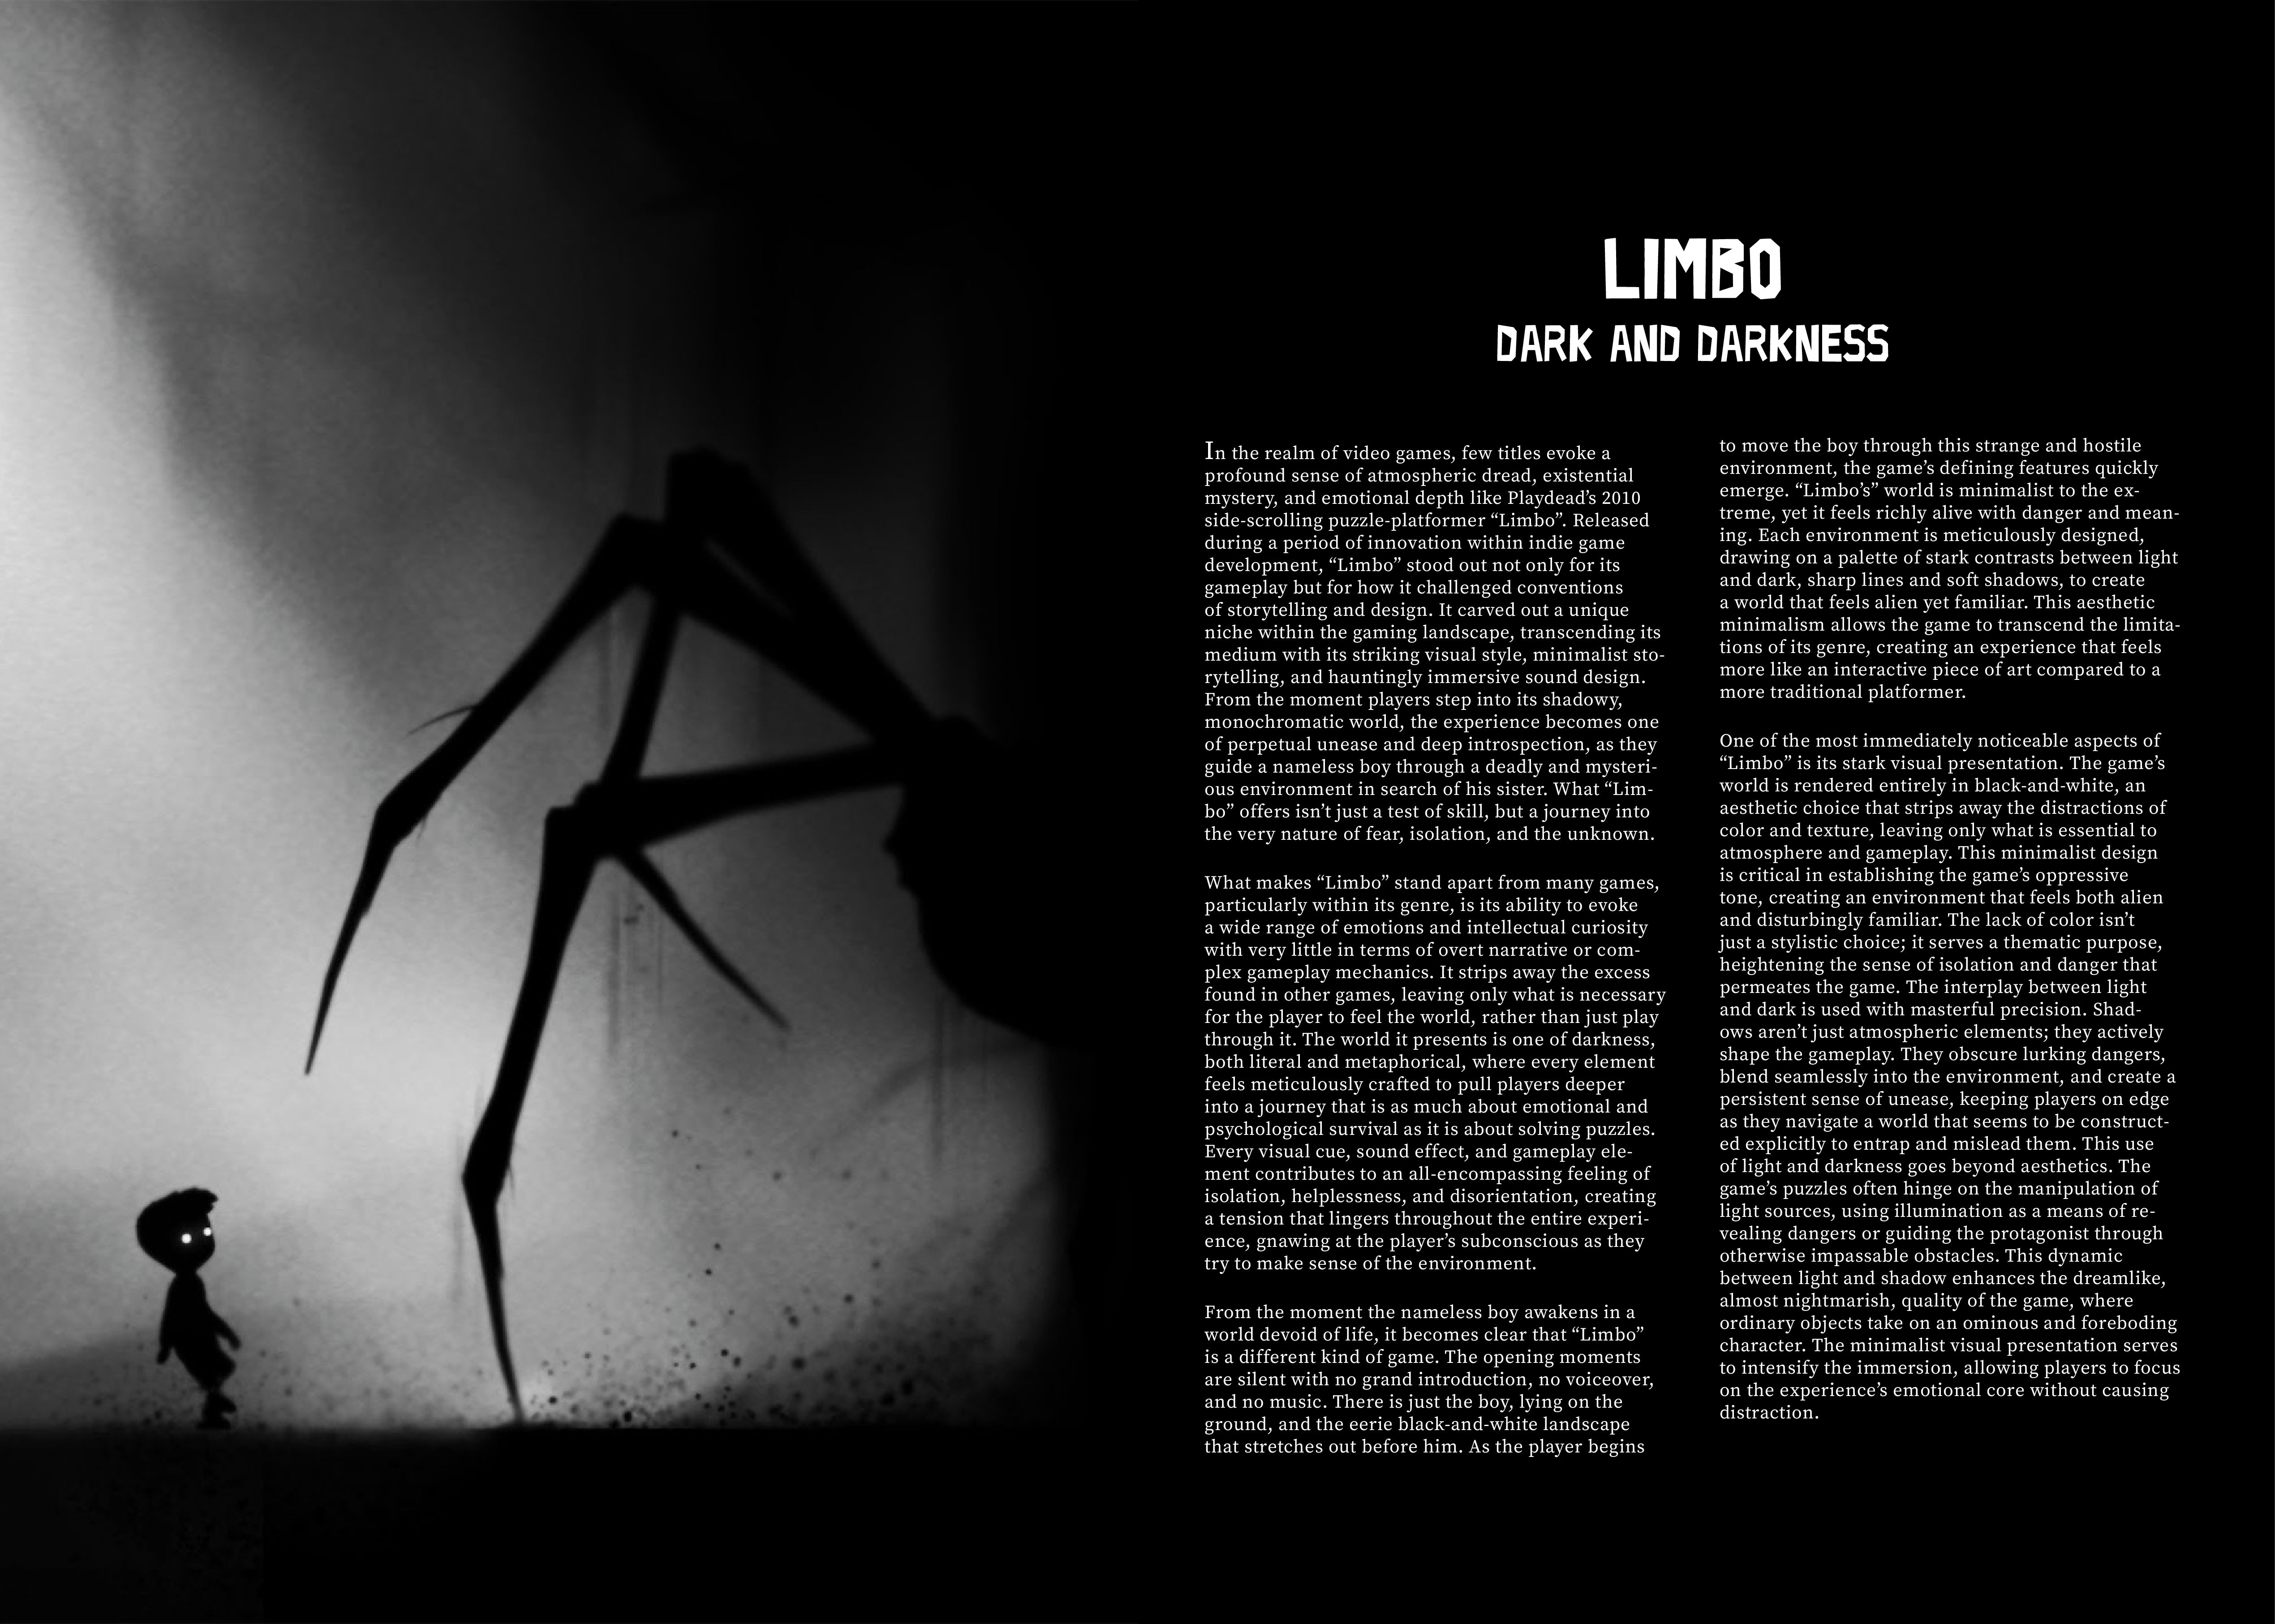 LIMBO
DARK AND DARKNESS
In the realm of video games, few titles evoke a
profound sense of atmospheric dread, existential
mystery, and emotional depth like Playdead’s 2010
side-scrolling puzzle-platformer “Limbo”. Released
during a period of innovation within indie game
development, “Limbo” stood out not only for its
gameplay but for how it challenged conventions
of storytelling and design. It carved out a unique
niche within the gaming landscape, transcending its
medium with its striking visual style, minimalist sto-
rytelling, and hauntingly immersive sound design.
From the moment players step into its shadowy,
monochromatic world, the experience becomes one
of perpetual unease and deep introspection, as they
guide a nameless boy through a deadly and mysteri-
ous environment in search of his sister. What “Lim-
bo” offers isn’t just a test of skill, but a journey into
the very nature of fear, isolation, and the unknown.
What makes “Limbo” stand apart from many games,
particularly within its genre, is its ability to evoke
a wide range of emotions and intellectual curiosity
with very little in terms of overt narrative or com-
plex gameplay mechanics. It strips away the excess
found in other games, leaving only what is necessary
for the player to feel the world, rather than just play
through it. The world it presents is one of darkness,
both literal and metaphorical, where every element
feels meticulously crafted to pull players deeper
into a journey that is as much about emotional and
psychological survival as it is about solving puzzles.
Every visual cue, sound effect, and gameplay ele-
ment contributes to an all-encompassing feeling of
isolation, helplessness, and disorientation, creating
a tension that lingers throughout the entire experi-
ence, gnawing at the player’s subconscious as they
try to make sense of the environment.
From the moment the nameless boy awakens in a
world devoid of life, it becomes clear that “Limbo”
is a different kind of game. The opening moments
are silent with no grand introduction, no voiceover,
and no music. There is just the boy, lying on the
ground, and the eerie black-and-white landscape
that stretches out before him. As the player begins
to move the boy through this strange and hostile
environment, the game’s defining features quickly
emerge. “Limbo’s” world is minimalist to the ex-
treme, yet it feels richly alive with danger and mean-
ing. Each environment is meticulously designed,
drawing on a palette of stark contrasts between light
and dark, sharp lines and soft shadows, to create
a world that feels alien yet familiar. This aesthetic
minimalism allows the game to transcend the limita-
tions of its genre, creating an experience that feels
more like an interactive piece of art compared to a
more traditional platformer.
One of the most immediately noticeable aspects of
“Limbo” is its stark visual presentation. The game’s
world is rendered entirely in black-and-white, an
aesthetic choice that strips away the distractions of
color and texture, leaving only what is essential to
atmosphere and gameplay. This minimalist design
is critical in establishing the game’s oppressive
tone, creating an environment that feels both alien
and disturbingly familiar. The lack of color isn’t
just a stylistic choice; it serves a thematic purpose,
heightening the sense of isolation and danger that
permeates the game. The interplay between light
and dark is used with masterful precision. Shad-
ows aren’t just atmospheric elements; they actively
shape the gameplay. They obscure lurking dangers,
blend seamlessly into the environment, and create a
persistent sense of unease, keeping players on edge
as they navigate a world that seems to be construct-
ed explicitly to entrap and mislead them. This use
of light and darkness goes beyond aesthetics. The
game’s puzzles often hinge on the manipulation of
light sources, using illumination as a means of re-
vealing dangers or guiding the protagonist through
otherwise impassable obstacles. This dynamic
between light and shadow enhances the dreamlike,
almost nightmarish, quality of the game, where
ordinary objects take on an ominous and foreboding
character. The minimalist visual presentation serves
to intensify the immersion, allowing players to focus
on the experience’s emotional core without causing
distraction.